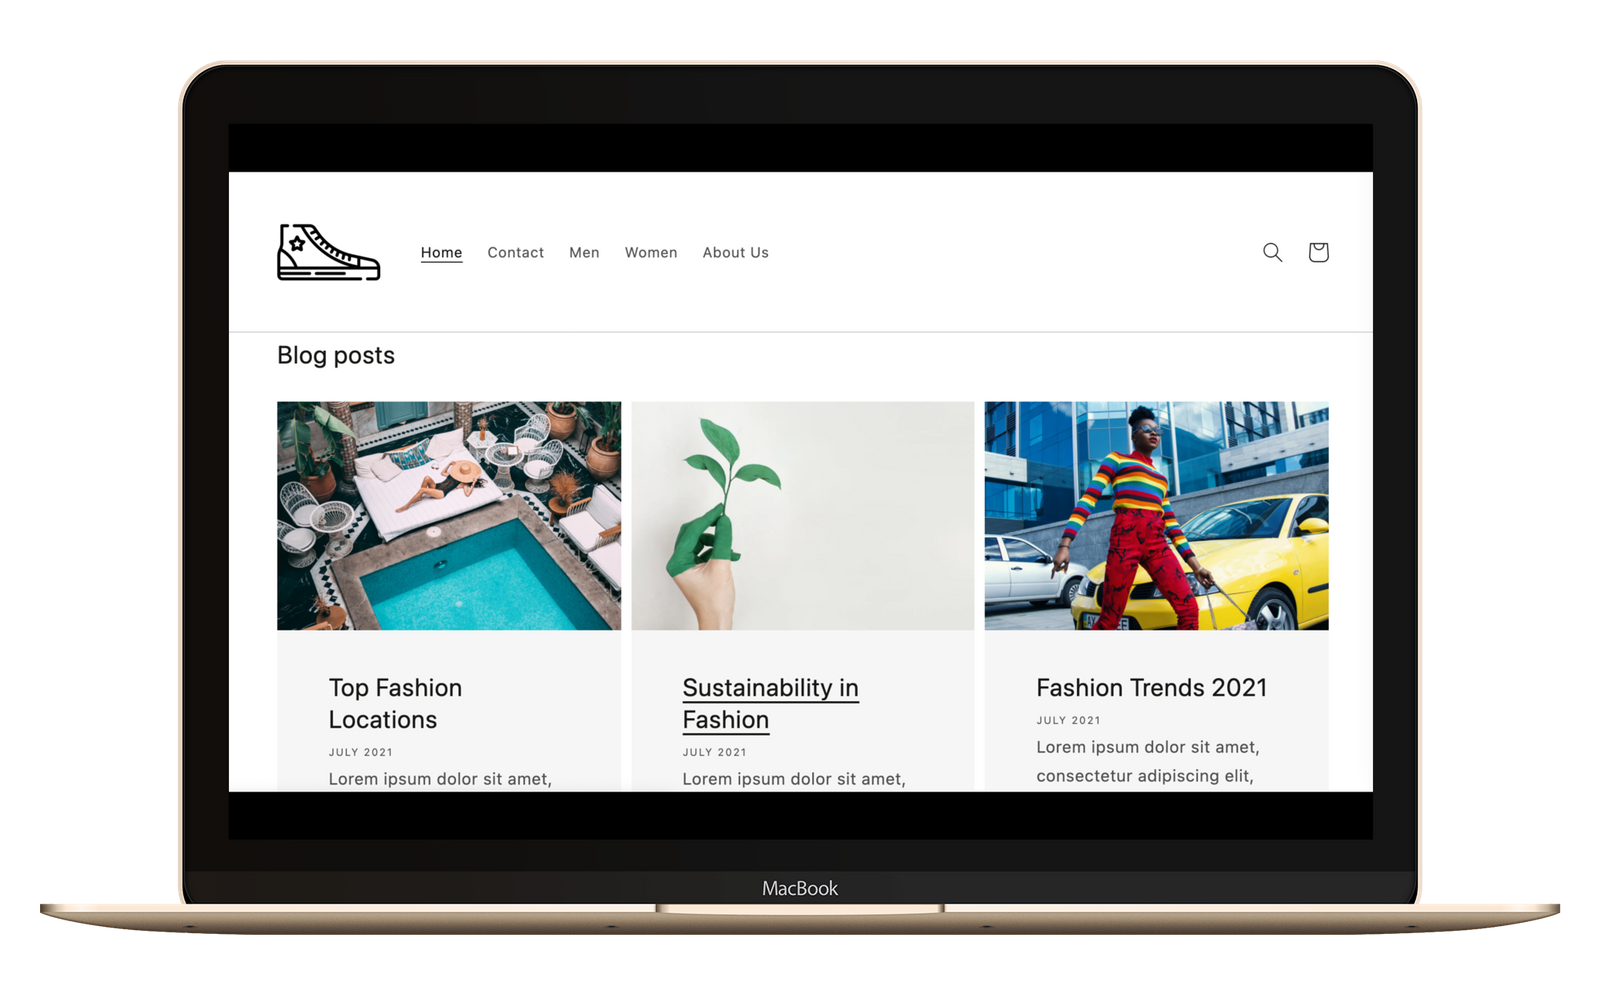 Home Contact Men Women About Us
Blog posts
Top Fashion
Locations
JULY 2021
Lorem ipsum dolor sit amet,
Sustainability in
Fashion
JULY 2021
Lorem ipsum dolor sit amet,
Fashion Trends 2021
JULY 2021
Lorem ipsum dolor sit amet,
consectetur adipiscing elit,
MacBook